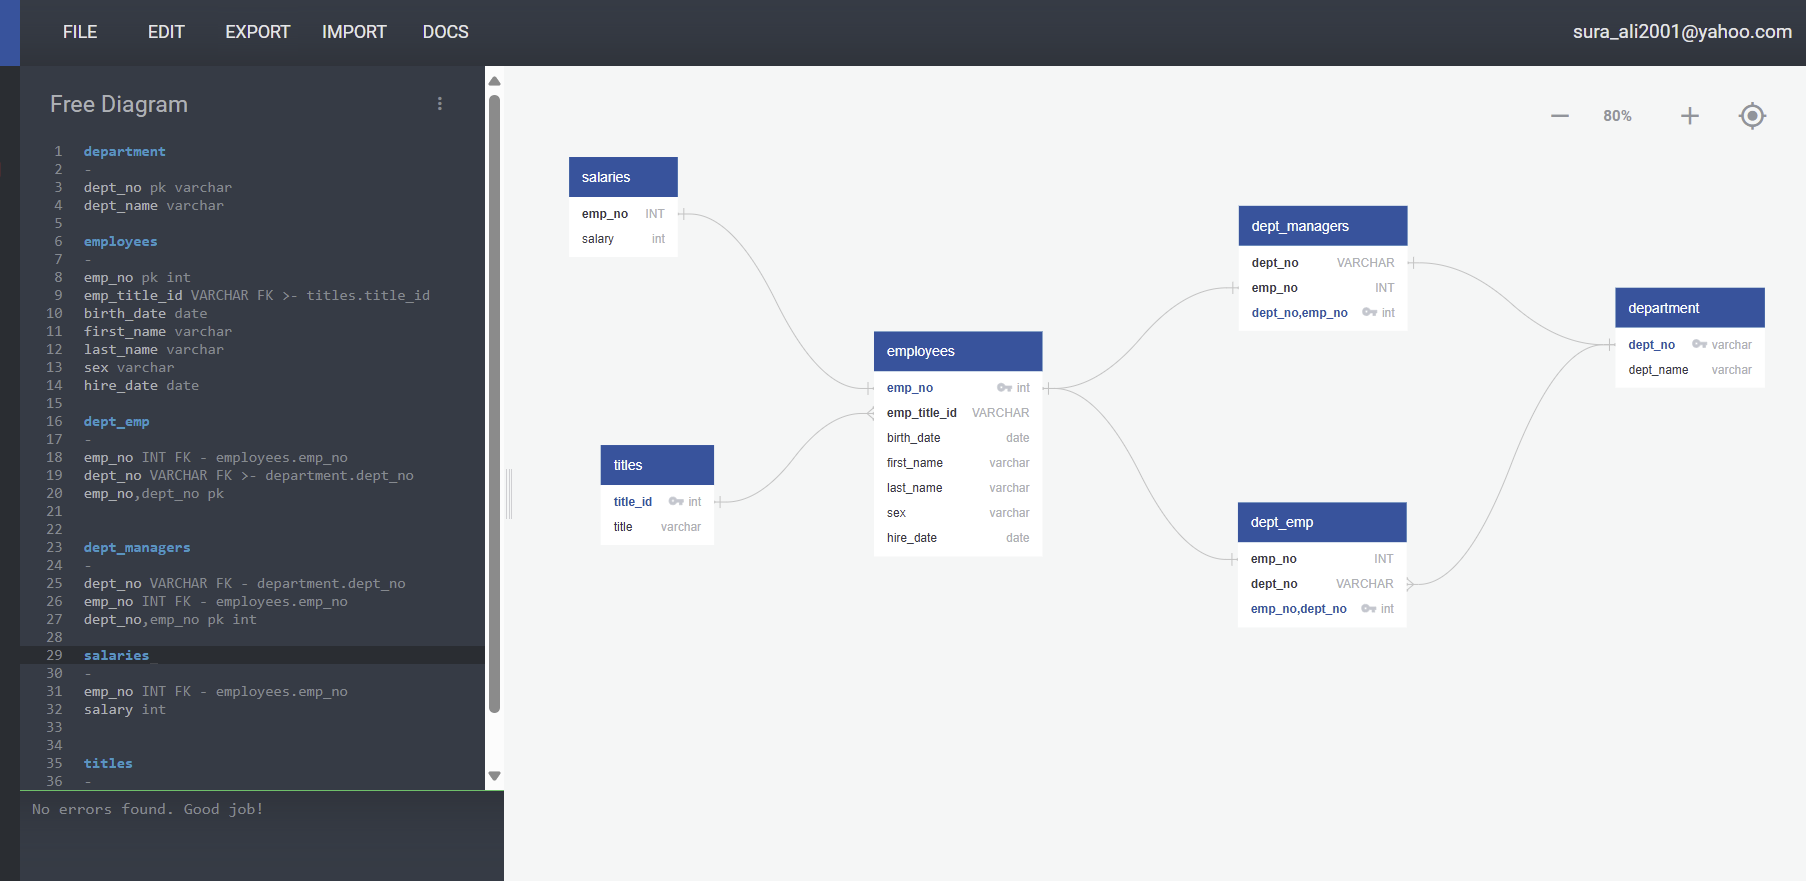 FILE EDIT EXPORT IMPORT DOCS sura_ali2001@yahoo.com
Free Diagram
1 department
2 -
3 dept_no pk varchar
4 dept_name varchar
5
6 employees
7 -
8 emp_no pk int
9 emp_title_id VARCHAR FK >- titles.title_id
10 birth_date date
11 first_name varchar
12 last_name varchar
13 sex varchar
14 hire_date date
15
16 dept_emp
17 -
18 emp_no INT FK - employees.emp_no
19 dept_no VARCHAR FK >- department.dept_no
20 emp_no,dept_no pk
21
22
23 dept_managers
24 -
25 dept_no VARCHAR FK - department.dept_no
26 emp_no INT FK - employees.emp_no
27 dept_no,emp_no pk int
28
29 salaries
30 -
31 emp_no INT FK - employees.emp_no
32 salary int
33
34
35 titles
36 -
No errors found. Good job!
80%
salaries
emp_no INT
salary int
titles
title_id int
title varchar
employees
emp_no int
emp_title_id VARCHAR
birth_date date
first_name varchar
last_name varchar
sex varchar
hire_date date
dept_managers
dept_no VARCHAR
emp_no INT
dept_no,emp_no int
dept_emp
emp_no INT
dept_no VARCHAR
emp_no,dept_no int
department
dept_no varchar
dept_name varchar